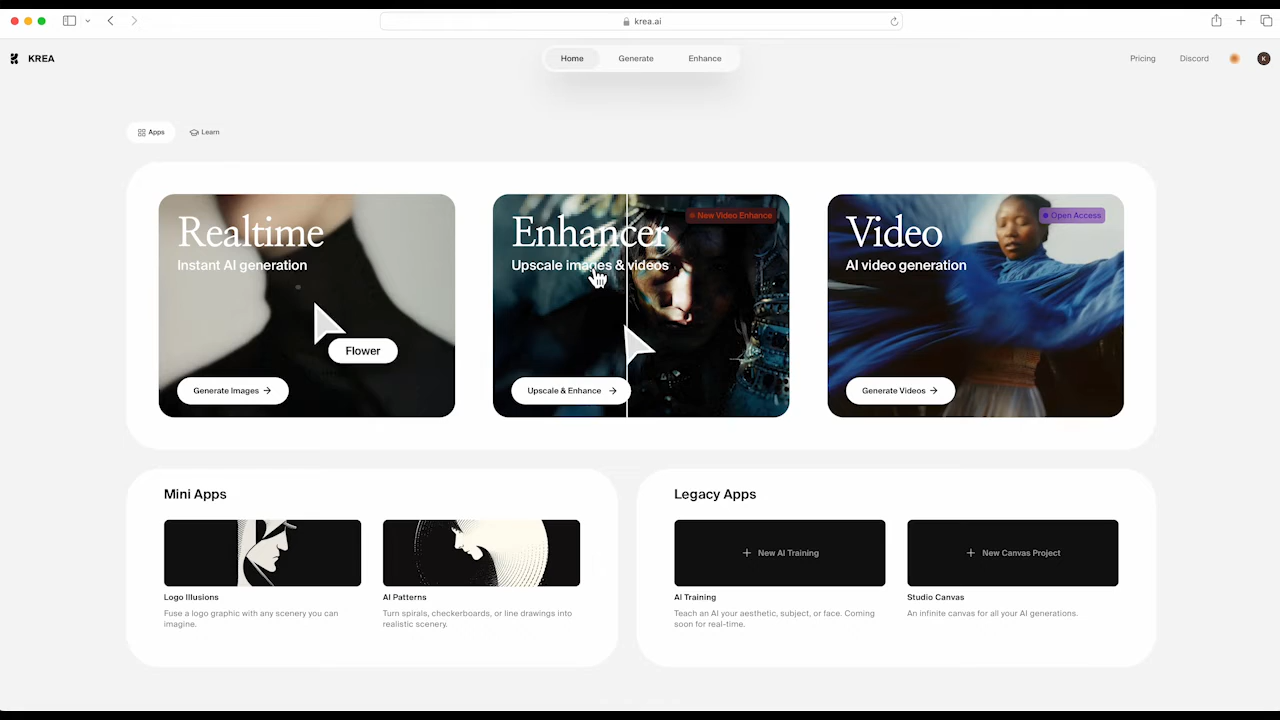 krea.ai
KREA
Home
Generate
Enhance
Pricing
Discord
K
Apps
Learn
Realtime
Instant AI generation
Flower
Generate Images
Enhancer
New Video Enhance
Upscale images & videos
Upscale & Enhance
Video
Open Access
AI video generation
Generate Videos
Mini Apps
Logo Illusions
Fuse a logo graphic with any scenery you can
imagine.
AI Patterns
Turn spirals, checkerboards, or line drawings into
realistic scenery.
Legacy Apps
New AI Training
AI Training
Teach an AI your aesthetic, subject, or face. Coming
soon for real-time.
New Canvas Project
Studio Canvas
An infinite canvas for all your AI generations.